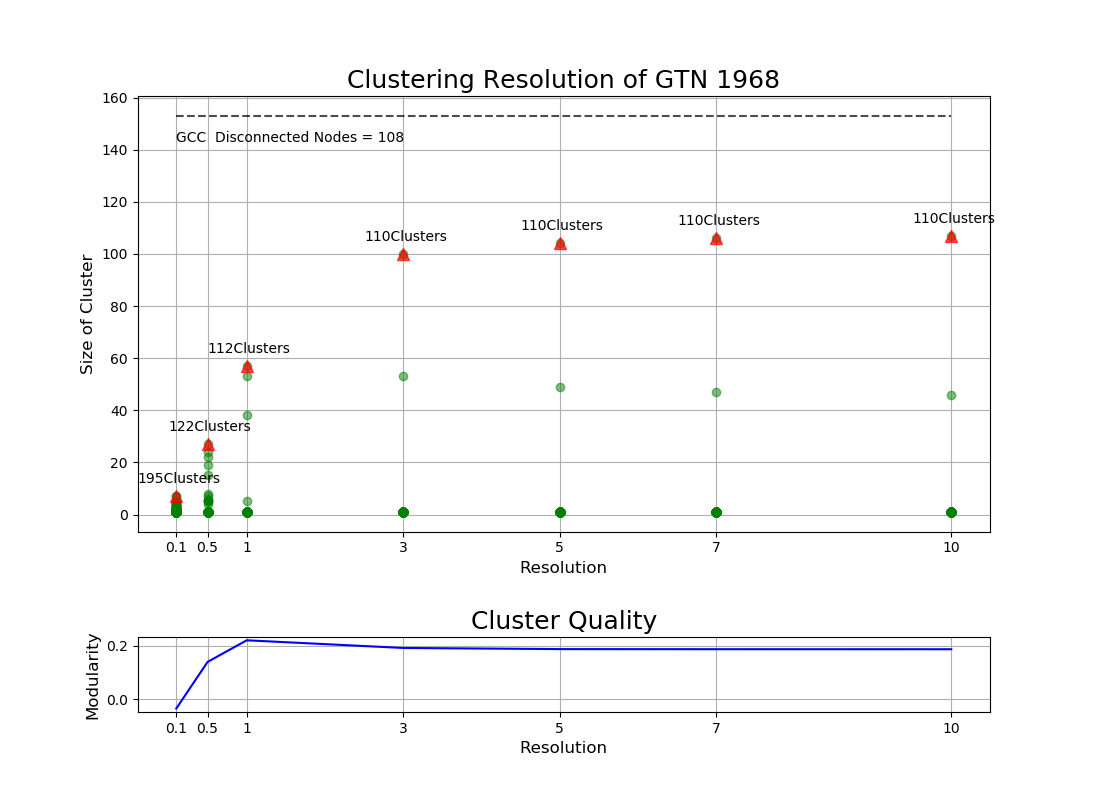 Clustering Resolution of GTN 1968
160
GCC  Disconnected Nodes = 108
140
120
110Clusters
110Clusters
110Clusters
110Clusters
100
80
112Clusters
60
40
122Clusters
20
195Clusters
0
Size of Cluster
0.1 0.5 1 3 5 7 10
Resolution
Cluster Quality
0.2
0.0
Modularity
0.1 0.5 1 3 5 7 10
Resolution